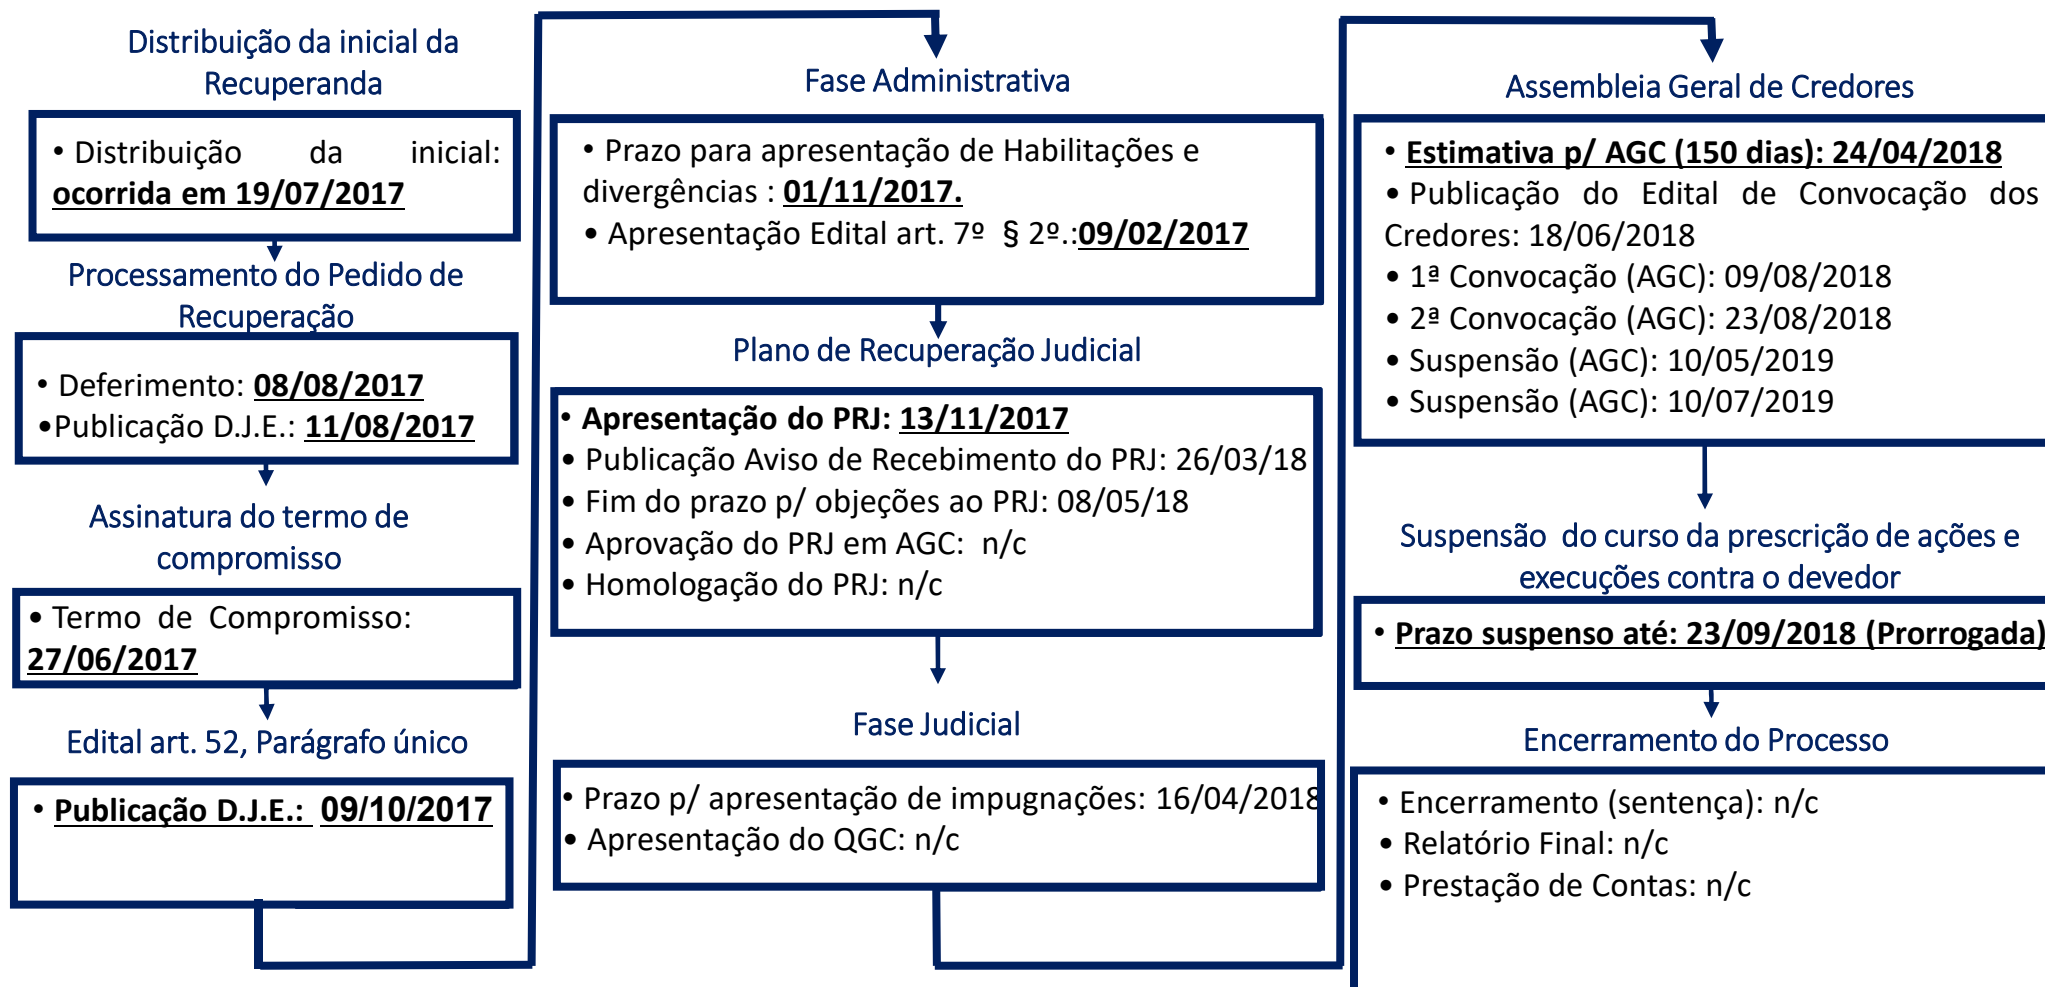 Distribuição da inicial da
Recuperanda
• Distribuição da inicial:
ocorrida em 19/07/2017
Processamento do Pedido de
Recuperação
• Deferimento: 08/08/2017
•Publicação D.J.E.: 11/08/2017
Assinatura do termo de
compromisso
• Termo de Compromisso:
27/06/2017
Edital art. 52, Parágrafo único
• Publicação D.J.E.: 09/10/2017
Fase Administrativa
• Prazo para apresentação de Habilitações e
divergências : 01/11/2017.
• Apresentação Edital art. 7º § 2º.:09/02/2017
Plano de Recuperação Judicial
• Apresentação do PRJ: 13/11/2017
• Publicação Aviso de Recebimento do PRJ: 26/03/18
• Fim do prazo p/ objeções ao PRJ: 08/05/18
• Aprovação do PRJ em AGC: n/c
• Homologação do PRJ: n/c
Fase Judicial
• Prazo p/ apresentação de impugnações: 16/04/2018
• Apresentação do QGC: n/c
Assembleia Geral de Credores
• Estimativa p/ AGC (150 dias): 24/04/2018
• Publicação do Edital de Convocação dos
Credores: 18/06/2018
• 1ª Convocação (AGC): 09/08/2018
• 2ª Convocação (AGC): 23/08/2018
• Suspensão (AGC): 10/05/2019
• Suspensão (AGC): 10/07/2019
Suspensão do curso da prescrição de ações e
execuções contra o devedor
• Prazo suspenso até: 23/09/2018 (Prorrogada)
Encerramento do Processo
• Encerramento (sentença): n/c
• Relatório Final: n/c
• Prestação de Contas: n/c